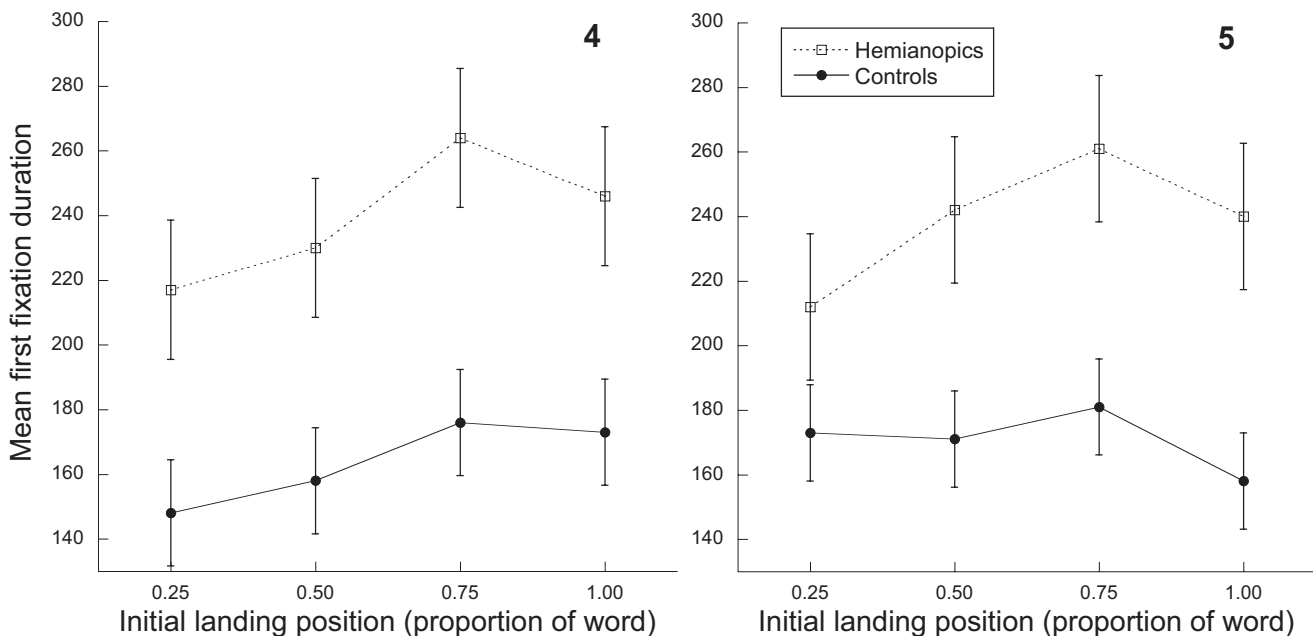 4
Mean first fixation duration
300
280
260
240
220
200
180
160
140
0.25 0.50 0.75 1.00
Initial landing position (proportion of word)
5
Hemianopics
Controls
300
280
260
240
220
200
180
160
140
0.25 0.50 0.75 1.00
Initial landing position (proportion of word)